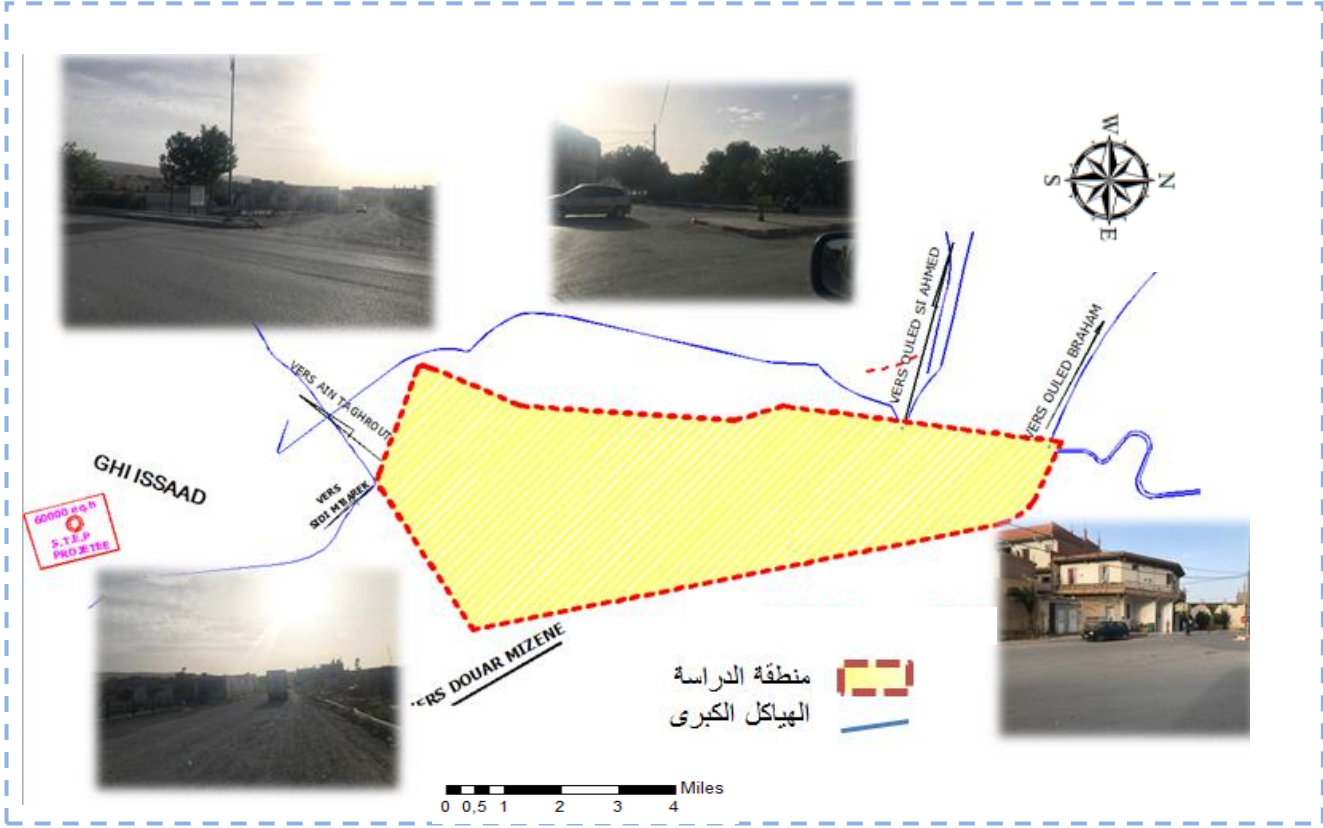 W
N
S
E
VERS OULED SI AHMED
VERS OULED BRAHAM
VERS AIN TAGHROUT
GHI ISSAAD
VERS
SIDI M'BAREK
60000 eq.h
S.T.E.P
PROJETEE
ERS DOUAR MIZENE
منطقة الدراسة
الهياكل الكبرى
Miles
0 0,5 1 2 3 4